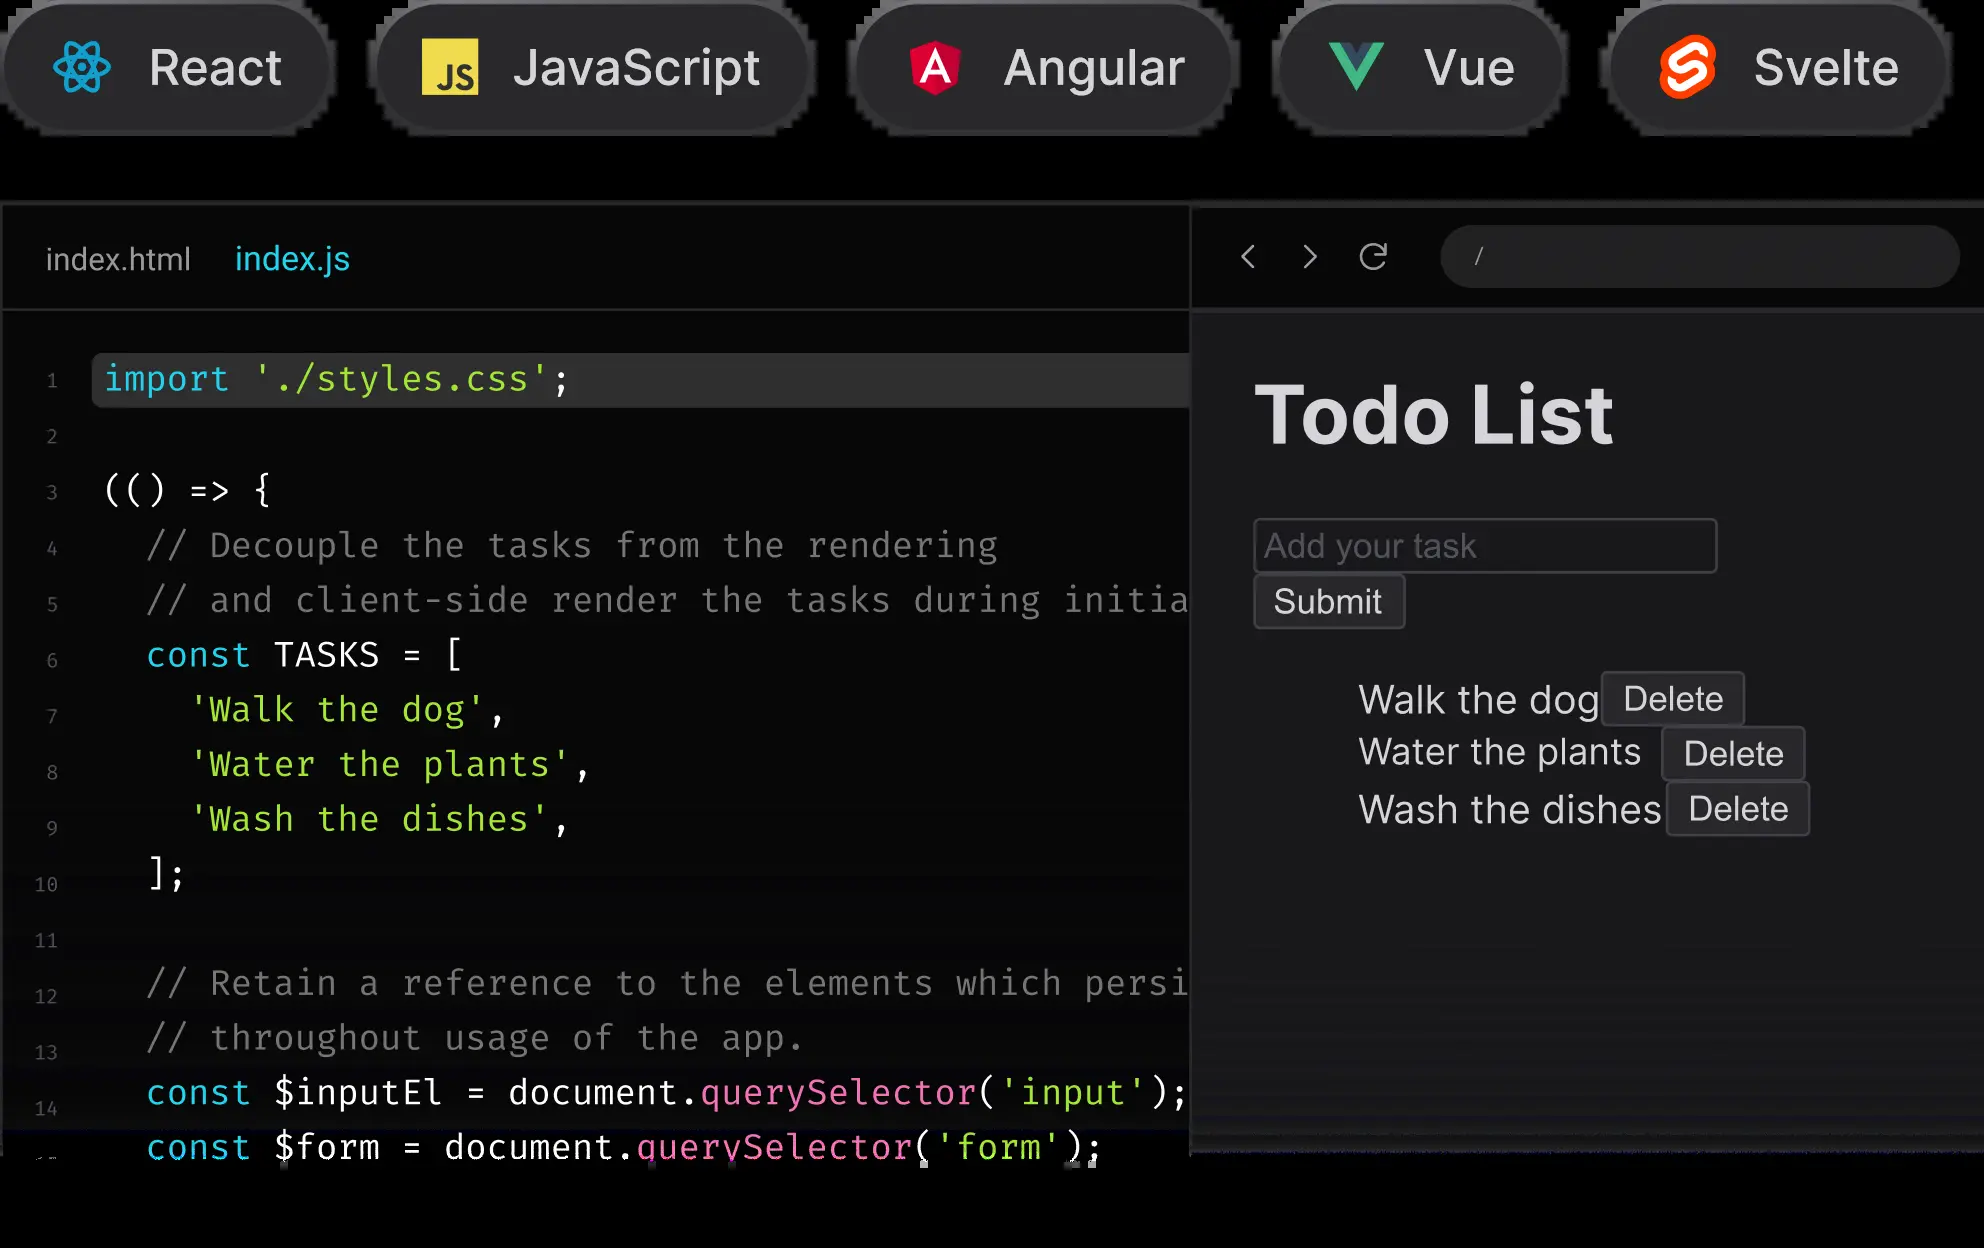 React JavaScript Angular Vue Svelte
index.html index.js
/
1 import './styles.css';
2
3 (() => {
4 // Decouple the tasks from the rendering
5 // and client-side render the tasks during initia
6 const TASKS = [
7 'Walk the dog',
8 'Water the plants',
9 'Wash the dishes',
10 ];
11
12 // Retain a reference to the elements which persi
13 // throughout usage of the app.
14 const $inputEl = document.querySelector('input');
const $form = document.querySelector('form');
Todo List
Add your task
Submit
Walk the dog Delete
Water the plants Delete
Wash the dishes Delete